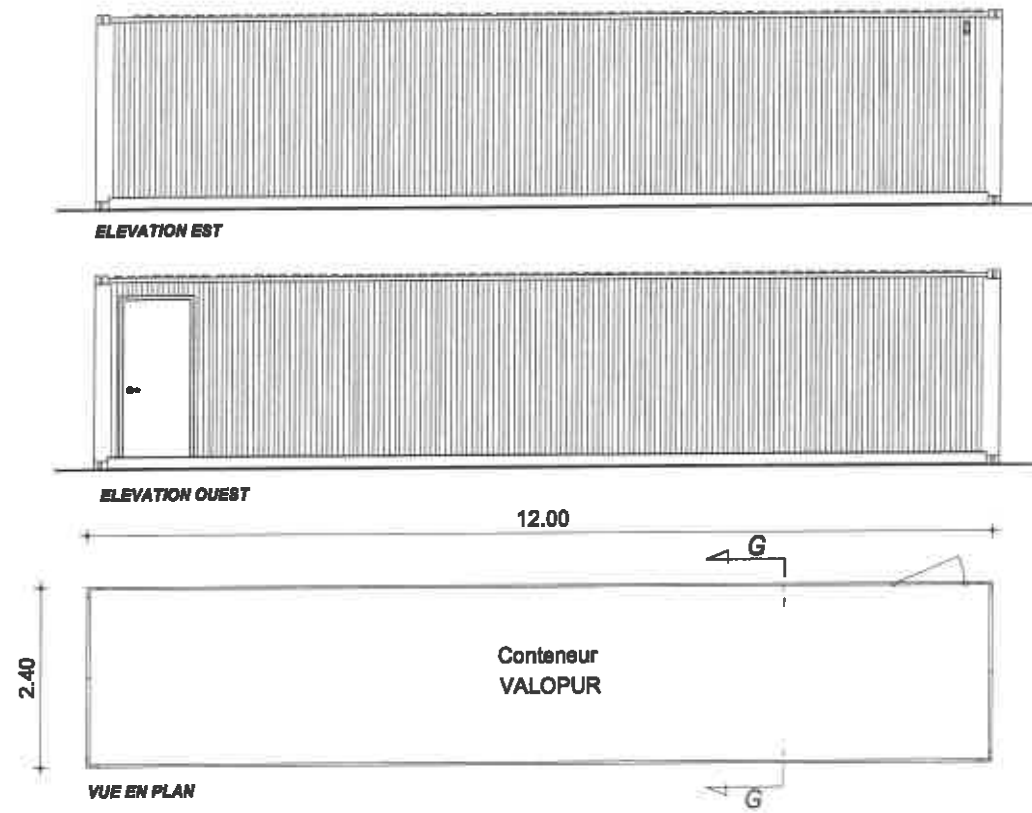 ELEVATION EST
ELEVATION OUEST
12.00
G
2.40
Conteneur
VALOPUR
VUE EN PLAN
G